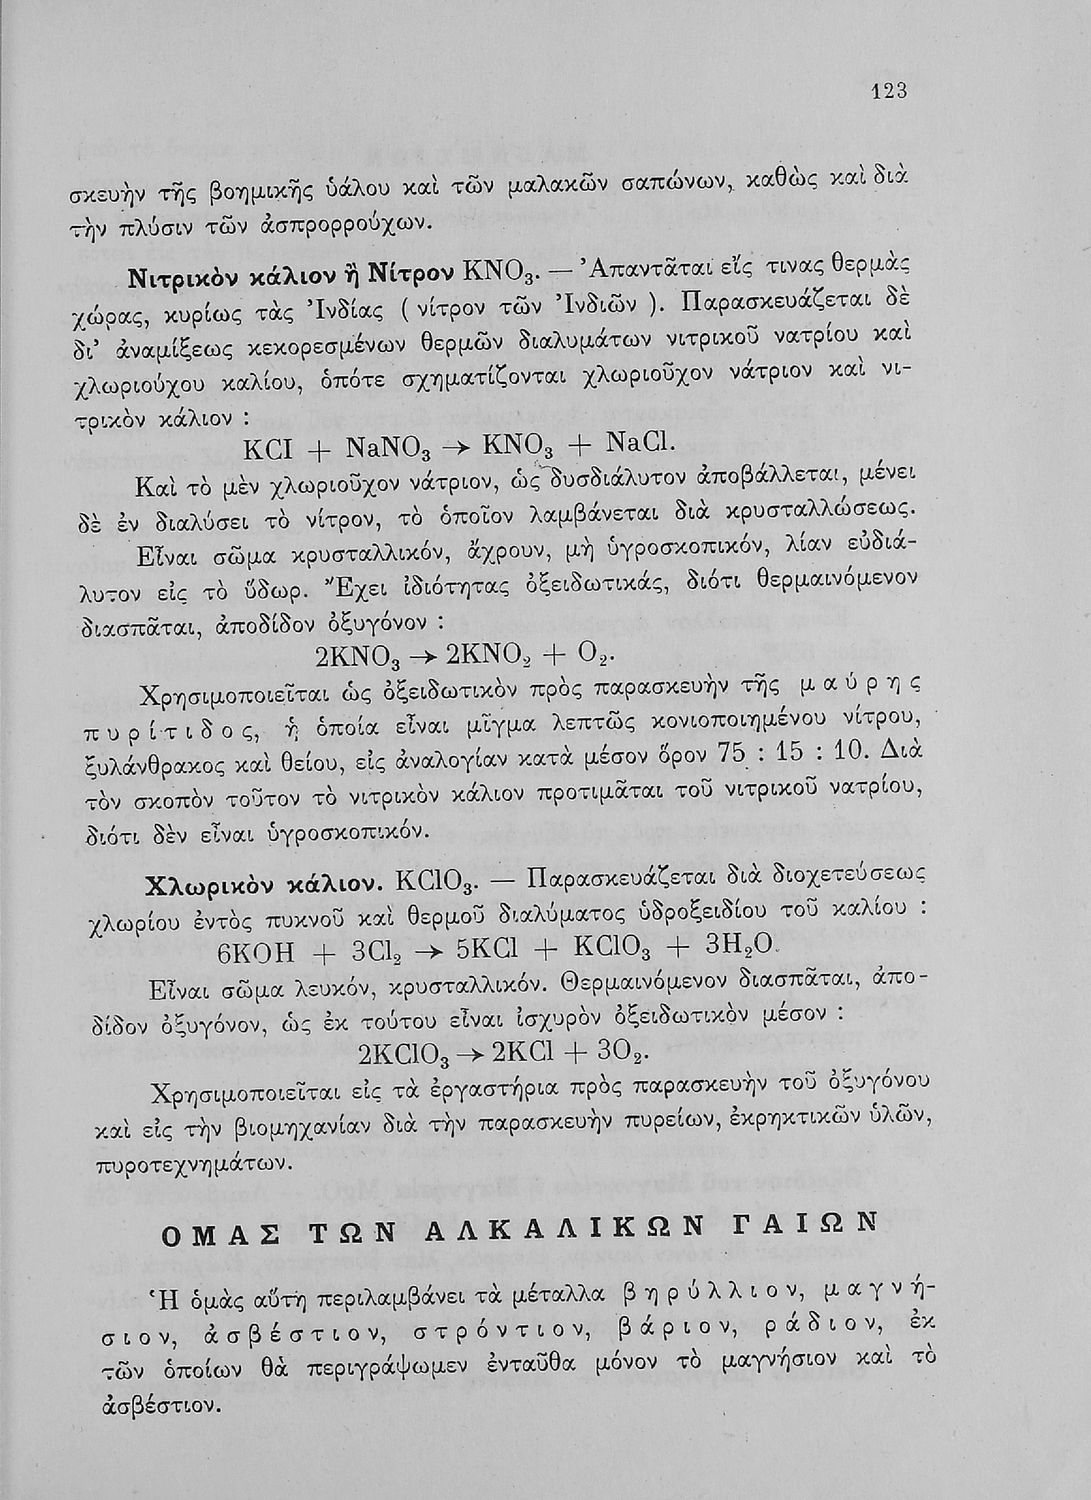 123
σκευὴν τῆς βοημικῆς ὑάλου καὶ τῶν μαλακῶν σαπώνων, καθὼς καὶ διὰ
τὴν πλύσιν τῶν ἀσπρορρούχων.
Νιτρικὸν κάλιον ἢ Νίτρον KNO₃. — Ἀπαντᾶται εἴς τινας θερμὰς
χώρας, κυρίως τὰς Ἰνδίας ( νίτρον τῶν Ἰνδιῶν ). Παρασκευάζεται δὲ
δι’ ἀναμίξεως κεκορεσμένων θερμῶν διαλυμάτων νιτρικοῦ νατρίου καὶ
χλωριούχου καλίου, ὁπότε σχηματίζονται χλωριοῦχον νάτριον καὶ νι-
τρικὸν κάλιον :
KCI + NaNO₃ → KNO₃ + NaCl.
Καὶ τὸ μὲν χλωριοῦχον νάτριον, ὡς δυσδιάλυτον ἀποβάλλεται, μένει
δὲ ἐν διαλύσει τὸ νίτρον, τὸ ὁποῖον λαμβάνεται διὰ κρυσταλλώσεως.
Εἶναι σῶμα κρυσταλλικόν, ἄχρουν, μὴ ὑγροσκοπικόν, λίαν εὐδιά-
λυτον εἰς τὸ ὕδωρ. Ἔχει ἰδιότητας ὀξειδωτικάς, διότι θερμαινόμενον
διασπᾶται, ἀποδίδον ὀξυγόνον :
2KNO₃ → 2KNO₂ + O₂.
Χρησιμοποιεῖται ὡς ὀξειδωτικὸν πρὸς παρασκευὴν τῆς μαύρης
πυρίτιδος, ἡ ὁποία εἶναι μῖγμα λεπτῶς κονιοποιημένου νίτρου,
ξυλάνθρακος καὶ θείου, εἰς ἀναλογίαν κατὰ μέσον ὅρον 75 : 15 : 10. Διὰ
τὸν σκοπὸν τοῦτον τὸ νιτρικὸν κάλιον προτιμᾶται τοῦ νιτρικοῦ νατρίου,
διότι δὲν εἶναι ὑγροσκοπικόν.
Χλωρικὸν κάλιον. KClO₃. — Παρασκευάζεται διὰ διοχετεύσεως
χλωρίου ἐντὸς πυκνοῦ καὶ θερμοῦ διαλύματος ὑδροξειδίου τοῦ καλίου :
6KOH + 3Cl₂ → 5KCl + KClO₃ + 3H₂O.
Εἶναι σῶμα λευκόν, κρυσταλλικόν. Θερμαινόμενον διασπᾶται, ἀπο-
δίδον ὀξυγόνον, ὡς ἐκ τούτου εἶναι ἰσχυρὸν ὀξειδωτικὸν μέσον :
2KClO₃ → 2KCl + 3O₂.
Χρησιμοποιεῖται εἰς τὰ ἐργαστήρια πρὸς παρασκευὴν τοῦ ὀξυγόνου
καὶ εἰς τὴν βιομηχανίαν διὰ τὴν παρασκευὴν πυρείων, ἐκρηκτικῶν ὑλῶν,
πυροτεχνημάτων.
ΟΜΑΣ ΤΩΝ ΑΛΚΑΛΙΚΩΝ ΓΑΙΩΝ
Ἡ ὁμὰς αὕτη περιλαμβάνει τὰ μέταλλα βηρύλλιον, μαγνή-
σιον, ἀσβέστιον, στρόντιον, βάριον, ράδιον, ἐκ
τῶν ὁποίων θὰ περιγράψωμεν ἐνταῦθα μόνον τὸ μαγνήσιον καὶ τὸ
ἀσβέστιον.